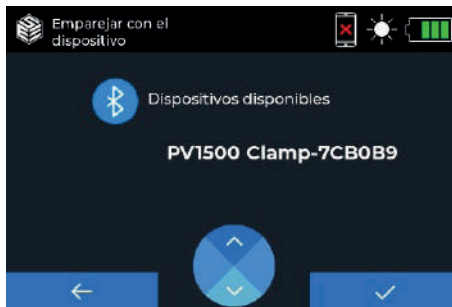 Emparejar con el
dispositivo
Dispositivos disponibles
PV1500 Clamp-7CB0B9